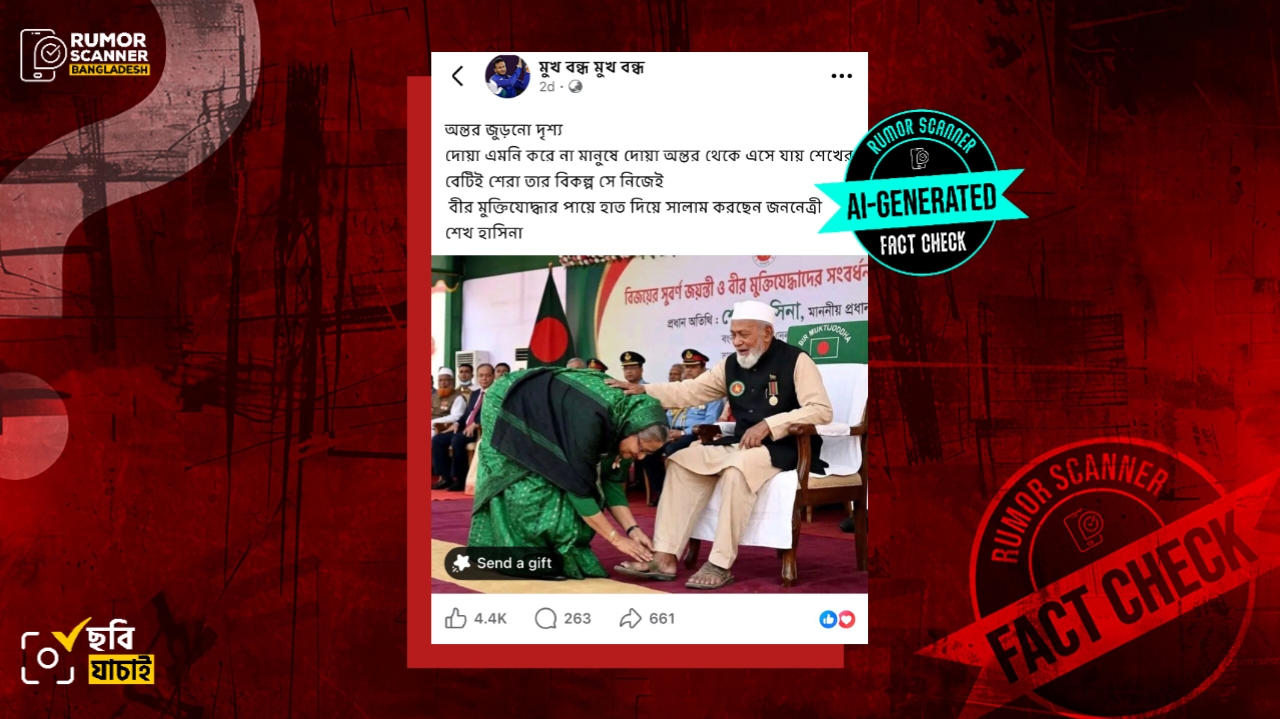 RUMOR
SCANNER
BANGLADESH
মুখ বন্ধ মুখ বন্ধ
2d
অন্তর জুড়নো দৃশ্য
দোয়া এমনি করে না মানুষে দোয়া অন্তর থেকে এসে যায় শেখের
বেটিই শেরা তার বিকল্প সে নিজেই
বীর মুক্তিযোদ্ধার পায়ে হাত দিয়ে সালাম করছেন জননেত্রী
শেখ হাসিনা
RUMOR SCANNER
AI-GENERATED
FACT CHECK
বিজয়ের সুবর্ণ জয়ন্তী ও বীর মুক্তিযেদ্ধাদের সংবর্ধন
প্রধান অতিথি : শে সিনা, মাননীয় প্রধান
BIR MUKTIJODDHA
Send a gift
4.4K 263 661
RUMOR SCANNER
FACT CHECK
ছবি
যাচাই